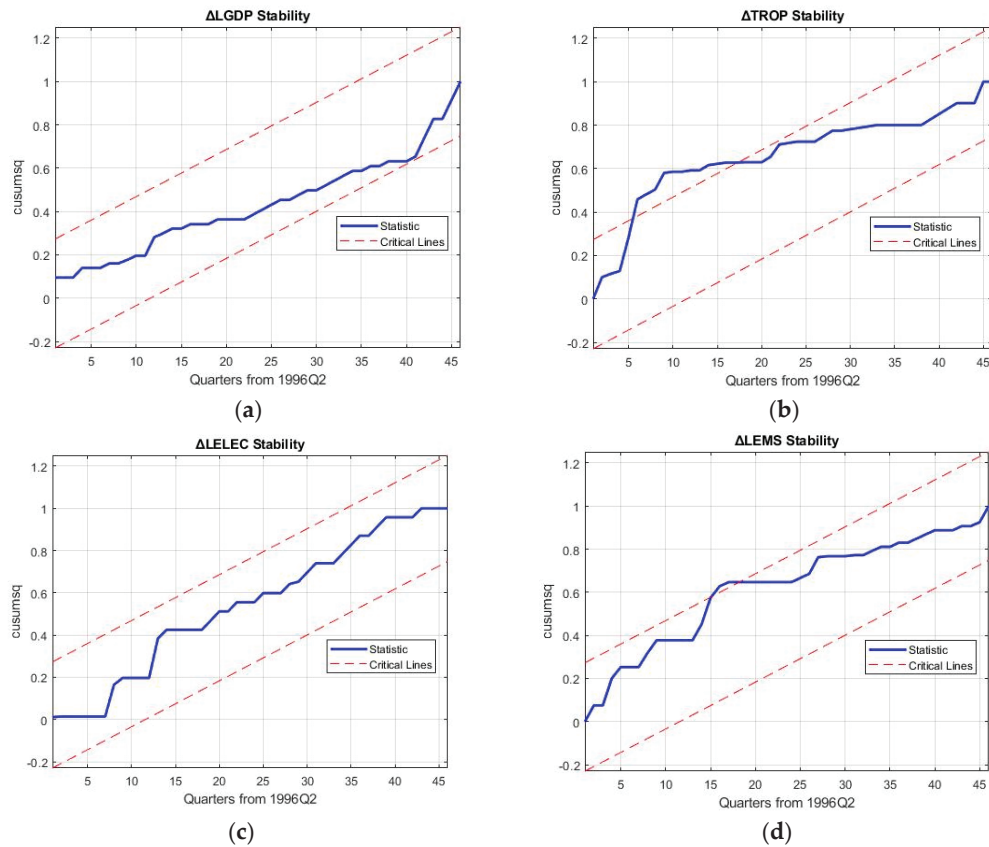 ΔLGDP Stability
1.2
1
0.8
0.6
0.4
0.2
0
-0.2
cusumsq
Statistic
Critical Lines
5 10 15 20 25 30 35 40 45
Quarters from 1996Q2
(a)
ΔTROP Stability
1.2
1
0.8
0.6
0.4
0.2
0
-0.2
cusumsq
Statistic
Critical Lines
5 10 15 20 25 30 35 40 45
Quarters from 1996Q2
(b)
ΔLELEC Stability
1.2
1
0.8
0.6
0.4
0.2
0
-0.2
cusumsq
Statistic
Critical Lines
5 10 15 20 25 30 35 40 45
Quarters from 1996Q2
(c)
ΔLEMS Stability
1.2
1
0.8
0.6
0.4
0.2
0
-0.2
cusumsq
Statistic
Critical Lines
5 10 15 20 25 30 35 40 45
Quarters from 1996Q2
(d)